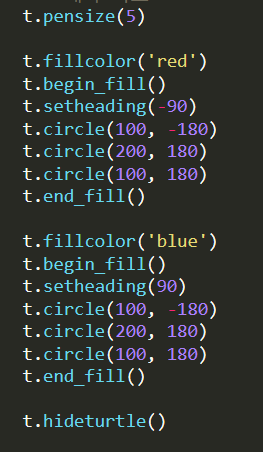 t.pensize(5)
t.fillcolor('red')
t.begin_fill()
t.setheading(-90)
t.circle(100, -180)
t.circle(200, 180)
t.circle(100, 180)
t.end_fill()
t.fillcolor('blue')
t.begin_fill()
t.setheading(90)
t.circle(100, -180)
t.circle(200, 180)
t.circle(100, 180)
t.end_fill()
t.hideturtle()